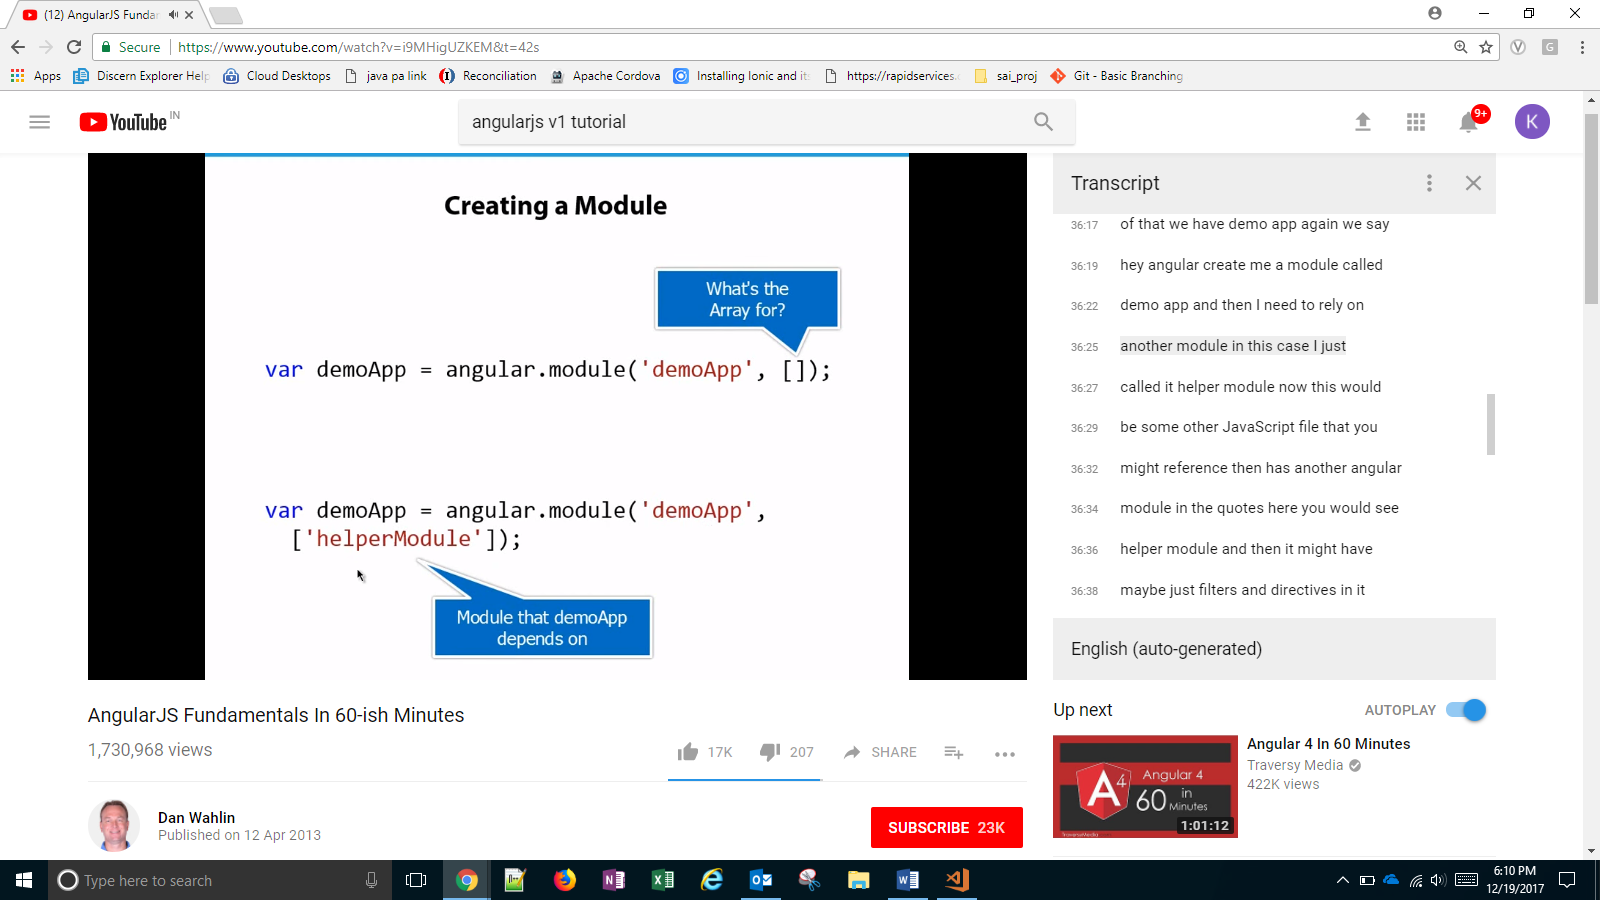 (12) AngularJS Fundar
Secure
https://www.youtube.com/watch?v=i9MHigUZKEM&t=42s
Apps
Discern Explorer Help
Cloud Desktops
java pa link
Reconciliation
Apache Cordova
Installing Ionic and its
https://rapidservices.
sai_proj
Git - Basic Branching
YouTube IN
angularjs v1 tutorial
9+
K
Creating a Module
What's the
Array for?
var demoApp = angular.module('demoApp', []);
var demoApp = angular.module('demoApp',
['helperModule']);
Module that demoApp
depends on
Transcript
36:17 of that we have demo app again we say
36:19 hey angular create me a module called
36:22 demo app and then I need to rely on
36:25 another module in this case I just
36:27 called it helper module now this would
36:29 be some other JavaScript file that you
36:32 might reference then has another angular
36:34 module in the quotes here you would see
36:36 helper module and then it might have
36:38 maybe just filters and directives in it
English (auto-generated)
AngularJS Fundamentals In 60-ish Minutes
1,730,968 views
17K
207
SHARE
Dan Wahlin
Published on 12 Apr 2013
SUBSCRIBE 23K
Up next
AUTOPLAY
A4
Angular 4
60 in
Minutes
1:01:12
Angular 4 In 60 Minutes
Traversy Media
422K views
Type here to search
6:10 PM
12/19/2017